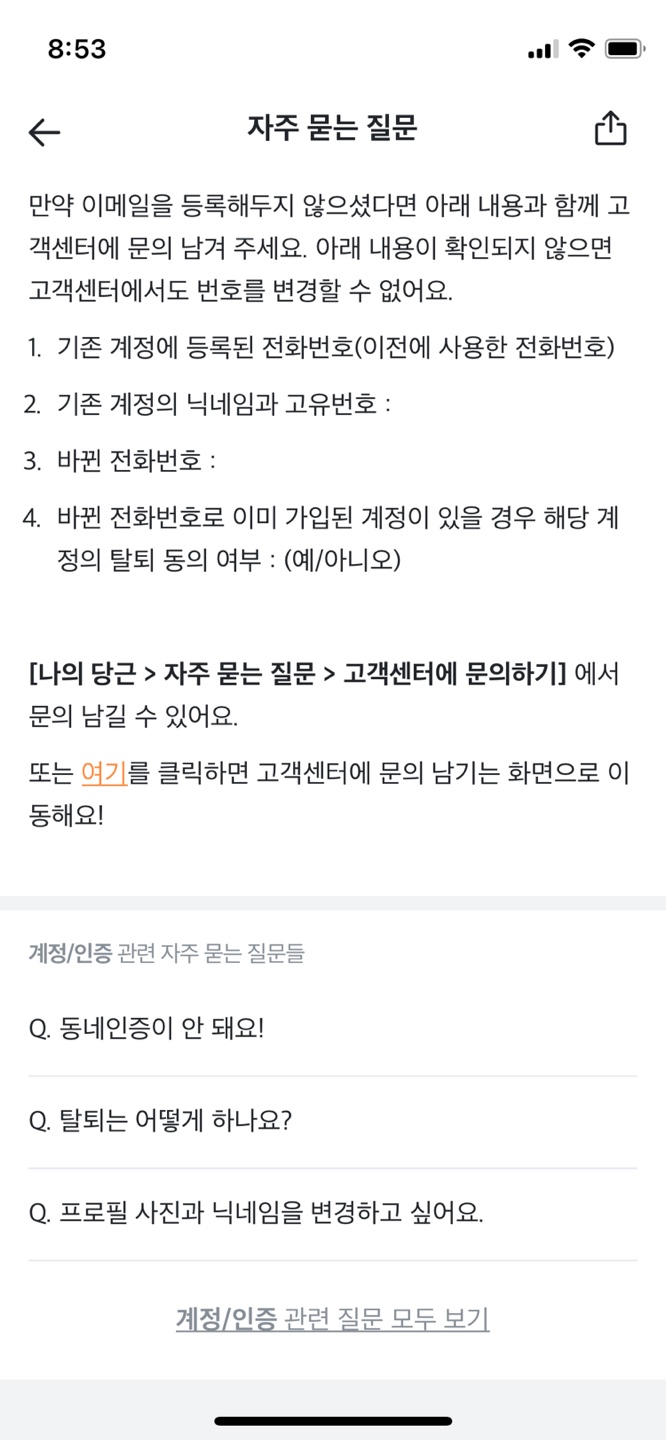 8:53
자주 묻는 질문
만약 이메일을 등록해두지 않으셨다면 아래 내용과 함께 고
객센터에 문의 남겨 주세요. 아래 내용이 확인되지 않으면
고객센터에서도 번호를 변경할 수 없어요.
1. 기존 계정에 등록된 전화번호(이전에 사용한 전화번호)
2. 기존 계정의 닉네임과 고유번호 :
3. 바뀐 전화번호 :
4. 바뀐 전화번호로 이미 가입된 계정이 있을 경우 해당 계
정의 탈퇴 동의 여부 : (예/아니오)
[나의 당근 > 자주 묻는 질문 > 고객센터에 문의하기] 에서
문의 남길 수 있어요.
또는 여기를 클릭하면 고객센터에 문의 남기는 화면으로 이
동해요!
계정/인증 관련 자주 묻는 질문들
Q. 동네인증이 안 돼요!
Q. 탈퇴는 어떻게 하나요?
Q. 프로필 사진과 닉네임을 변경하고 싶어요.
계정/인증 관련 질문 모두 보기